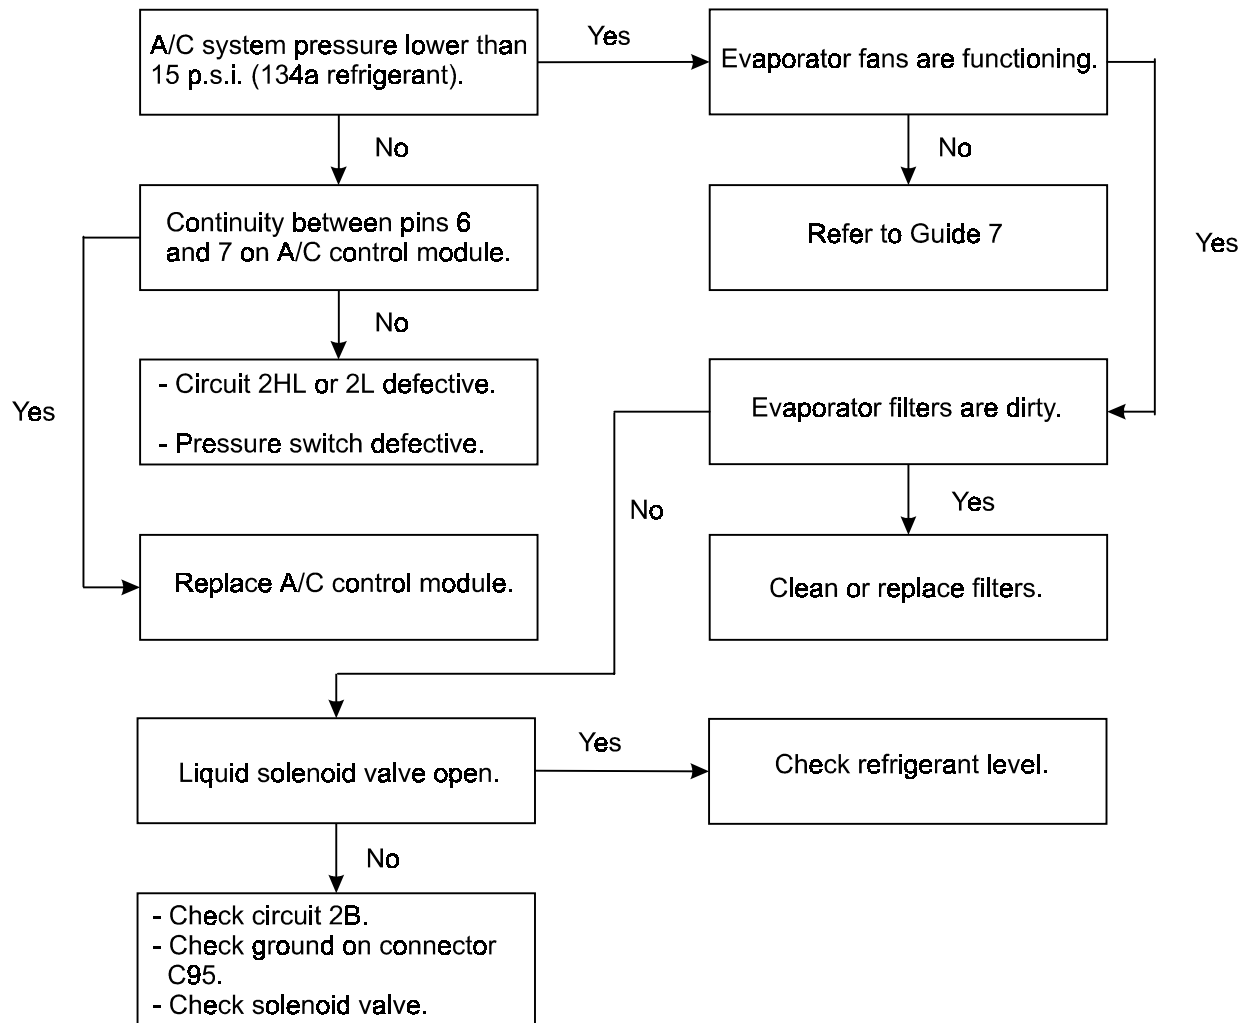 A/C system pressure lower than
15 p.s.i. (134a refrigerant).
Yes
Evaporator fans are functioning.
No
No
Continuity between pins 6
and 7 on A/C control module.
Refer to Guide 7
Yes
No
- Circuit 2HL or 2L defective.
- Pressure switch defective.
Yes
Evaporator filters are dirty.
No
Yes
Replace A/C control module.
Clean or replace filters.
Liquid solenoid valve open.
Yes
Check refrigerant level.
No
- Check circuit 2B.
- Check ground on connector
C95.
- Check solenoid valve.